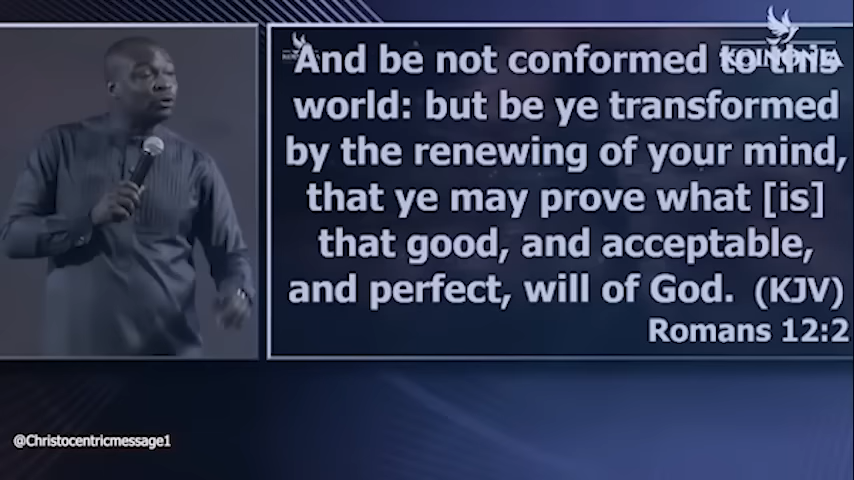 KOINONIA
And be not conformed to this
world: but be ye transformed
by the renewing of your mind,
that ye may prove what [is]
that good, and acceptable,
and perfect, will of God. (KJV)
Romans 12:2
@Christocentricmessage1